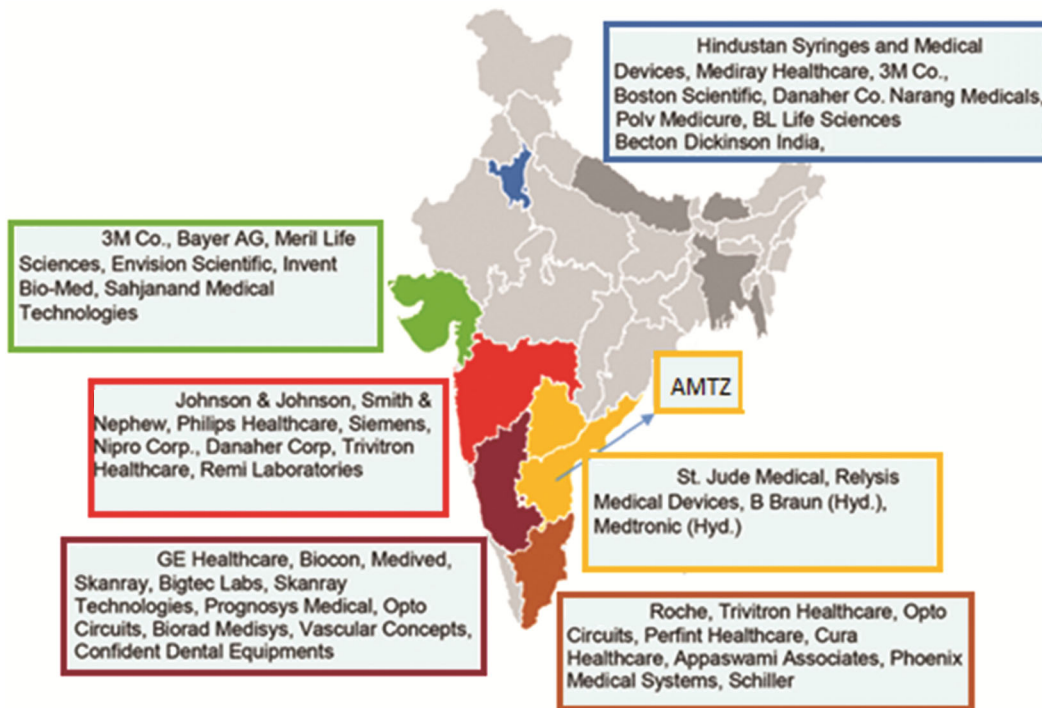 Hindustan Syringes and Medical
Devices, Mediray Healthcare, 3M Co.,
Boston Scientific, Danaher Co. Narang Medicals,
Polv Medicure, BL Life Sciences
Becton Dickinson India,
3M Co., Bayer AG, Meril Life
Sciences, Envision Scientific, Invent
Bio-Med, Sahjanand Medical
Technologies
AMTZ
Johnson & Johnson, Smith &
Nephew, Philips Healthcare, Siemens,
Nipro Corp., Danaher Corp, Trivitron
Healthcare, Remi Laboratories
St. Jude Medical, Relysis
Medical Devices, B Braun (Hyd.),
Medtronic (Hyd.)
GE Healthcare, Biocon, Medived,
Skanray, Bigtec Labs, Skanray
Technologies, Prognosys Medical, Opto
Circuits, Biorad Medisys, Vascular Concepts,
Confident Dental Equipments
Roche, Trivitron Healthcare, Opto
Circuits, Perfint Healthcare, Cura
Healthcare, Appaswami Associates, Phoenix
Medical Systems, Schiller